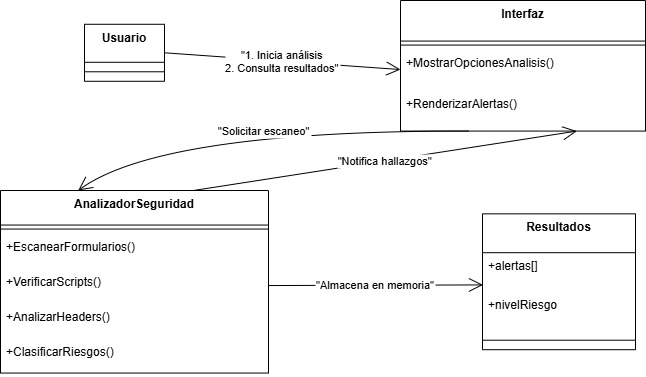 Usuario
"1. Inicia análisis
2. Consulta resultados"
Interfaz
+MostrarOpcionesAnalisis()
+RenderizarAlertas()
"Solicitar escaneo"
"Notifica hallazgos"
AnalizadorSeguridad
+EscanearFormularios()
+VerificarScripts()
+AnalizarHeaders()
+ClasificarRiesgos()
"Almacena en memoria"
Resultados
+alertas[]
+nivelRiesgo